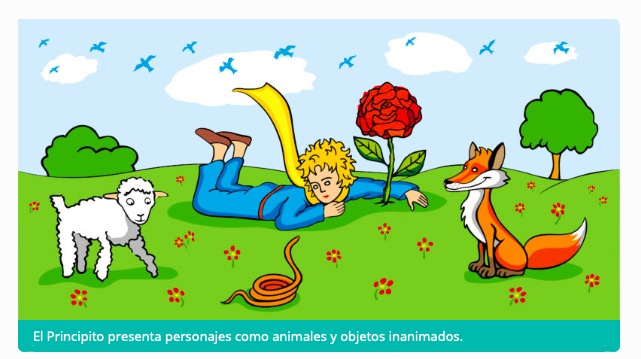 El Principito presenta personajes como animales y objetos inanimados.